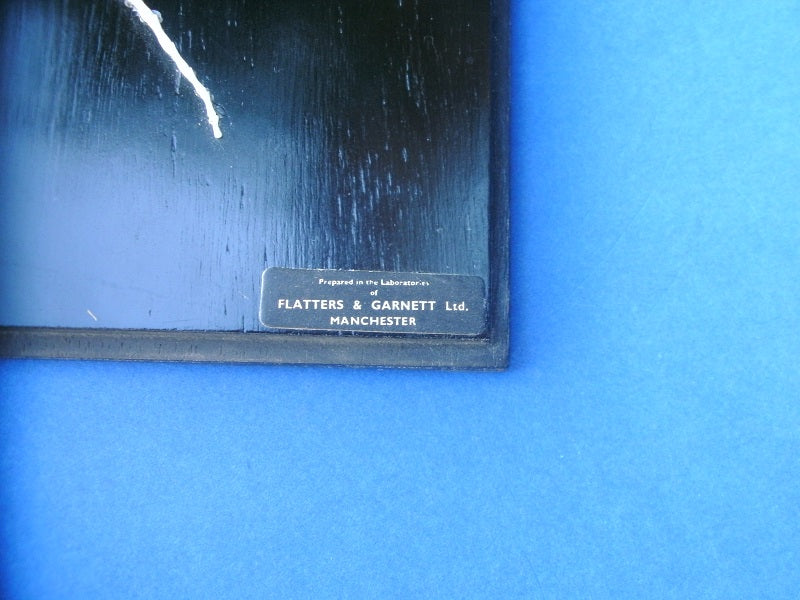 Prepared in the Laboratories
of
FLATTERS & GARNETT Ltd.
MANCHESTER